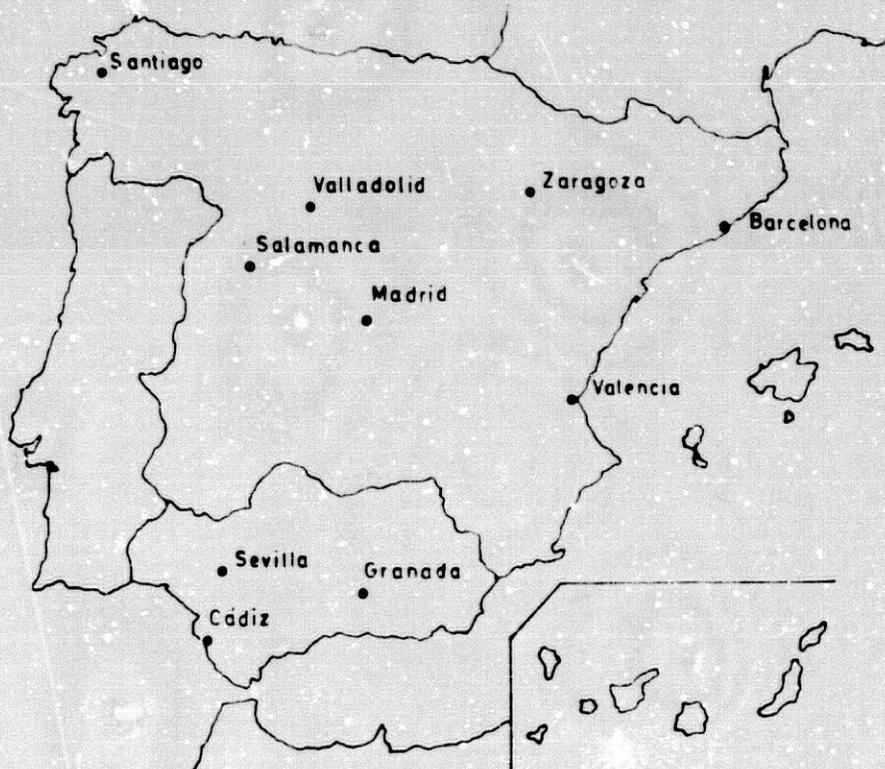 Santiago
Valladolid
Zaragoza
Barcelona
Salamanca
Madrid
Valencia
Sevilla
Granada
Cádiz